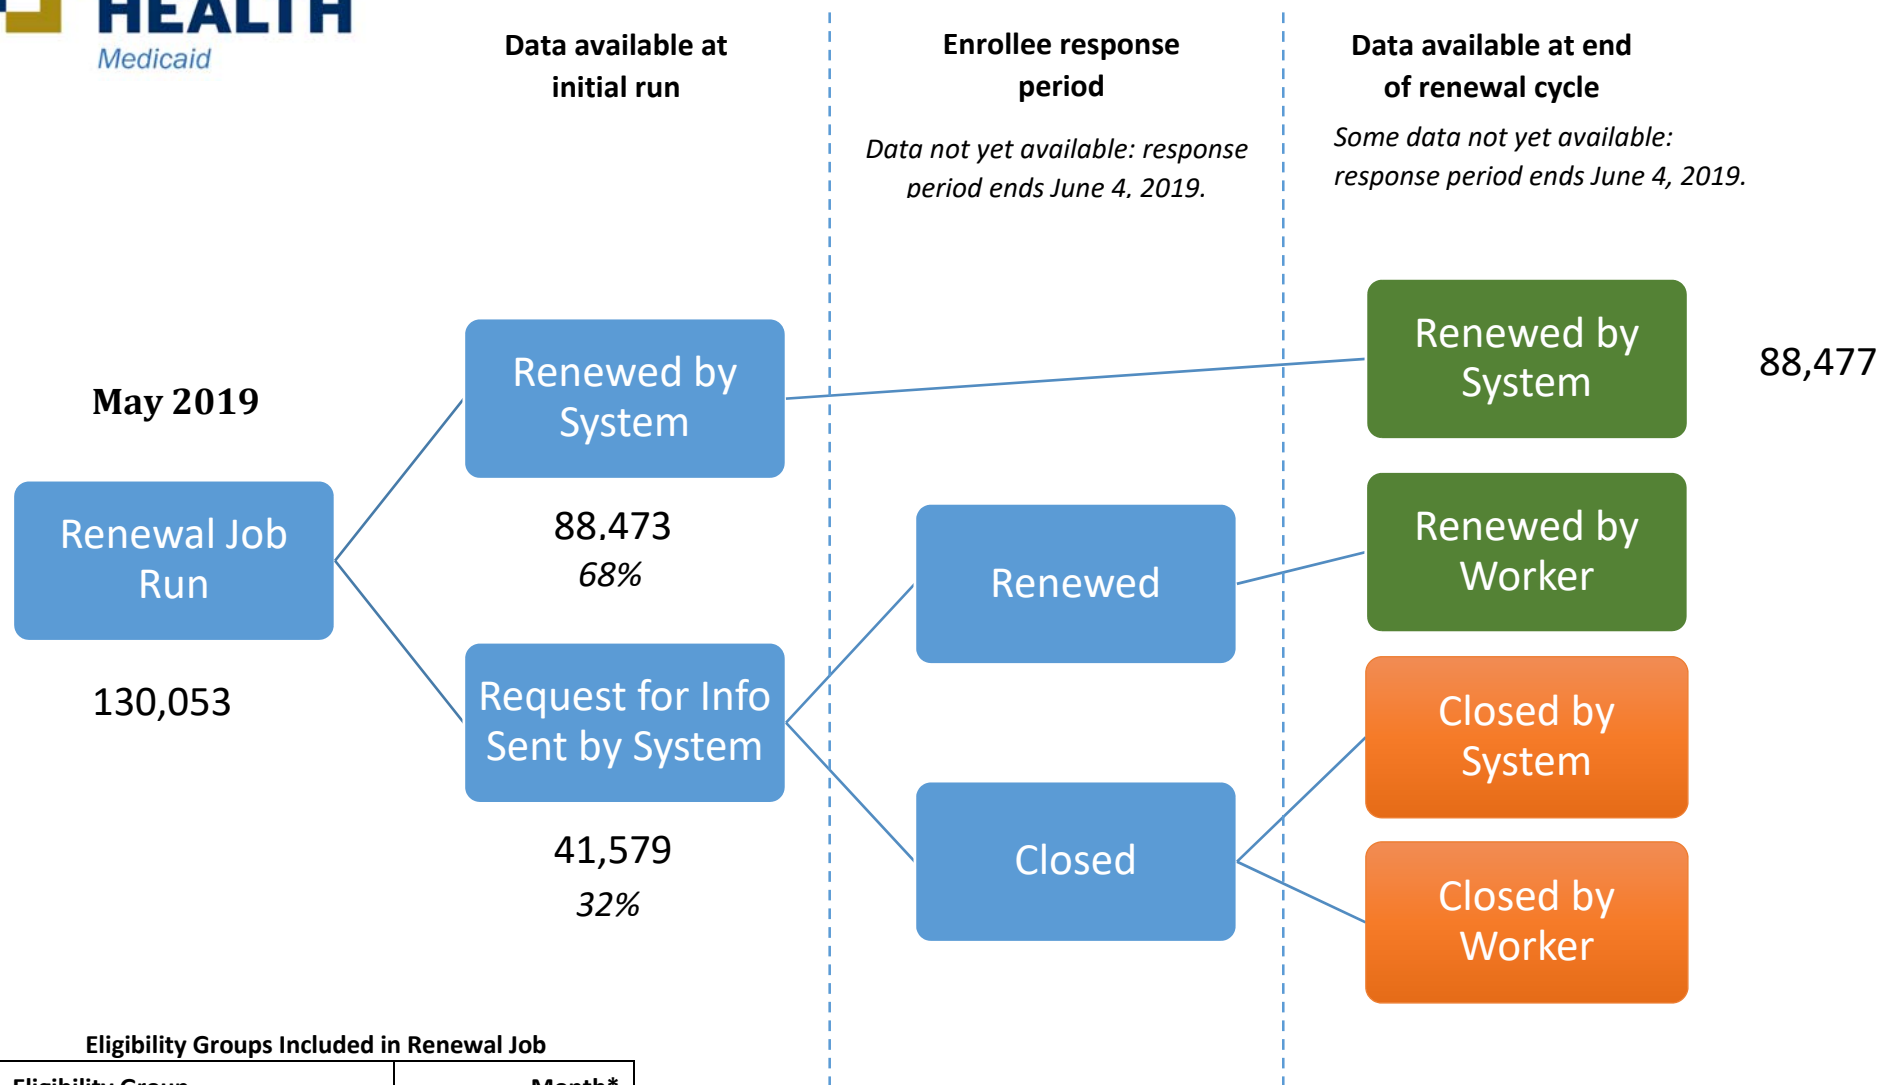 HEALTH
Medicaid
Data available at
initial run
Enrollee response
period
Data not yet available: response
period ends June 4, 2019.
Data available at end
of renewal cycle
Some data not yet available:
response period ends June 4, 2019.
May 2019
Renewal Job
Run
130,053
Renewed by
System
88,473
68%
Request for Info
Sent by System
41,579
32%
Renewed
Closed
Renewed by
System
88,477
Renewed by
Worker
Closed by
System
Closed by
Worker
Eligibility Groups Included in Renewal Job
Eligibility Group
Month*